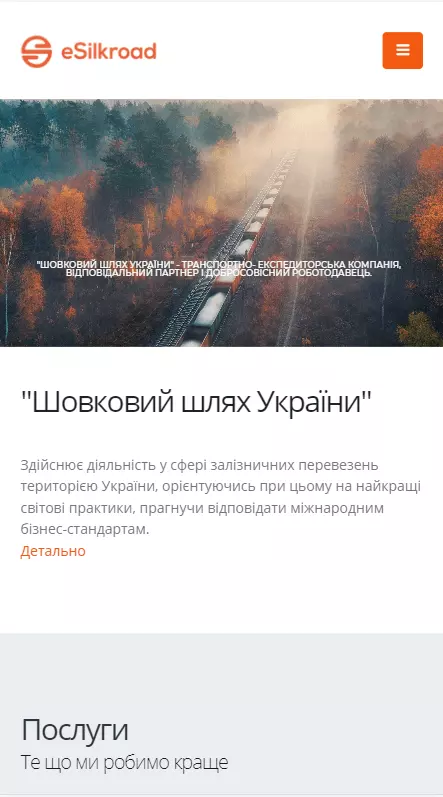 eSilkroad
"ШОВКОВИЙ ШЛЯХ УКРАЇНИ" - ТРАНСПОРТНО- ЕКСПЕДИТОРСЬКА КОМПАНІЯ,
ВІДПОВІДАЛЬНИЙ ПАРТНЕР І ДОБРОСОВІСНИЙ РОБОТОДАВЕЦЬ.
"Шовковий шлях України"
Здійснює діяльність у сфері залізничних перевезень
територією України, орієнтуючись при цьому на найкращі
світові практики, прагнучи відповідати міжнародним
бізнес-стандартам.
Детально
Послуги
Те що ми робимо краще